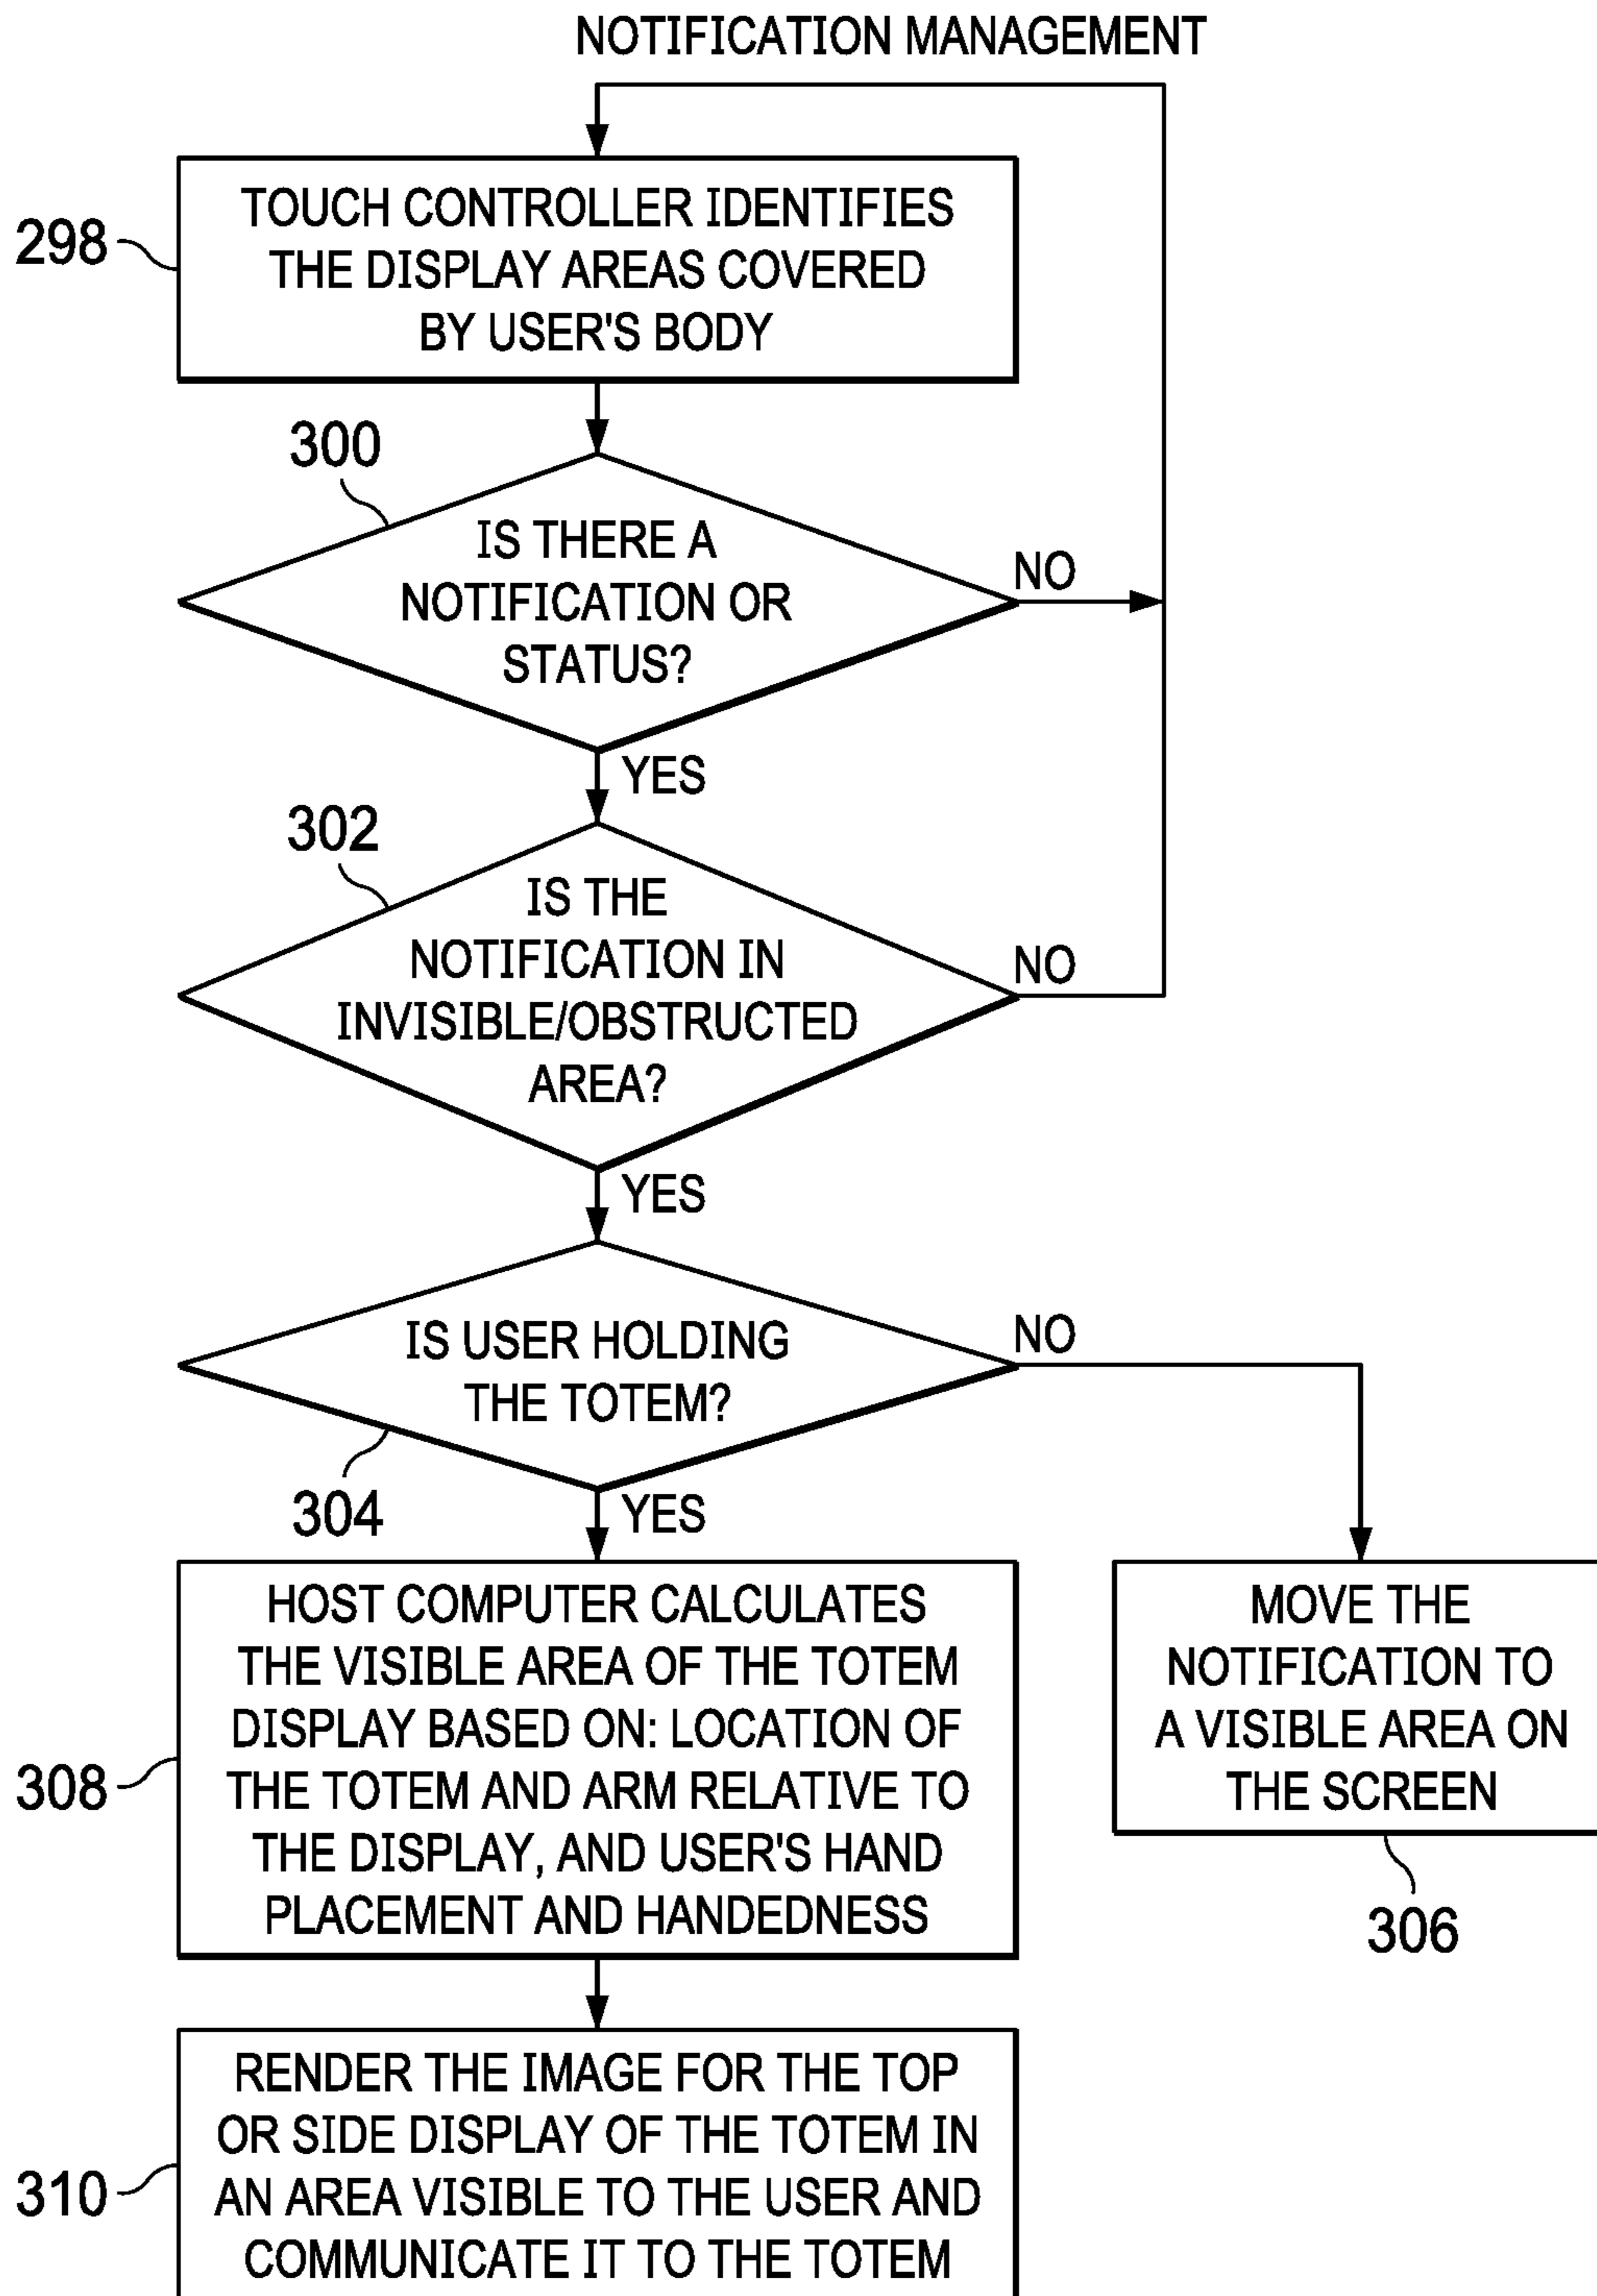 NOTIFICATION MANAGEMENT
298
TOUCH CONTROLLER IDENTIFIES
THE DISPLAY AREAS COVERED
BY USER'S BODY
300
IS THERE A
NOTIFICATION OR
STATUS?
NO
YES
302
IS THE
NOTIFICATION IN
INVISIBLE/OBSTRUCTED
AREA?
NO
YES
IS USER HOLDING
THE TOTEM?
NO
304
YES
308
HOST COMPUTER CALCULATES
THE VISIBLE AREA OF THE TOTEM
DISPLAY BASED ON: LOCATION OF
THE TOTEM AND ARM RELATIVE TO
THE DISPLAY, AND USER'S HAND
PLACEMENT AND HANDEDNESS
MOVE THE
NOTIFICATION TO
A VISIBLE AREA ON
THE SCREEN
306
310
RENDER THE IMAGE FOR THE TOP
OR SIDE DISPLAY OF THE TOTEM IN
AN AREA VISIBLE TO THE USER AND
COMMUNICATE IT TO THE TOTEM